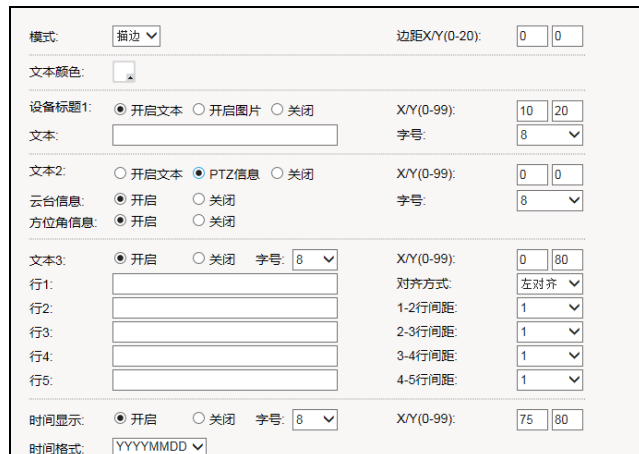 模式: 描边 边距X/Y(0-20): 0 0
文本颜色:
设备标题1: 开启文本 开启图片 关闭 X/Y(0-99): 10 20
文本: 字号: 8
文本2: 开启文本 PTZ信息 关闭 X/Y(0-99): 0 0
云台信息: 开启 关闭 字号: 8
方位角信息: 开启 关闭
文本3: 开启 关闭 字号: 8 X/Y(0-99): 0 80
行1: 对齐方式: 左对齐
行2: 1-2行间距: 1
行3: 2-3行间距: 1
行4: 3-4行间距: 1
行5: 4-5行间距: 1
时间显示: 开启 关闭 字号: 8 X/Y(0-99): 75 80
时间格式: YYYYMMDD